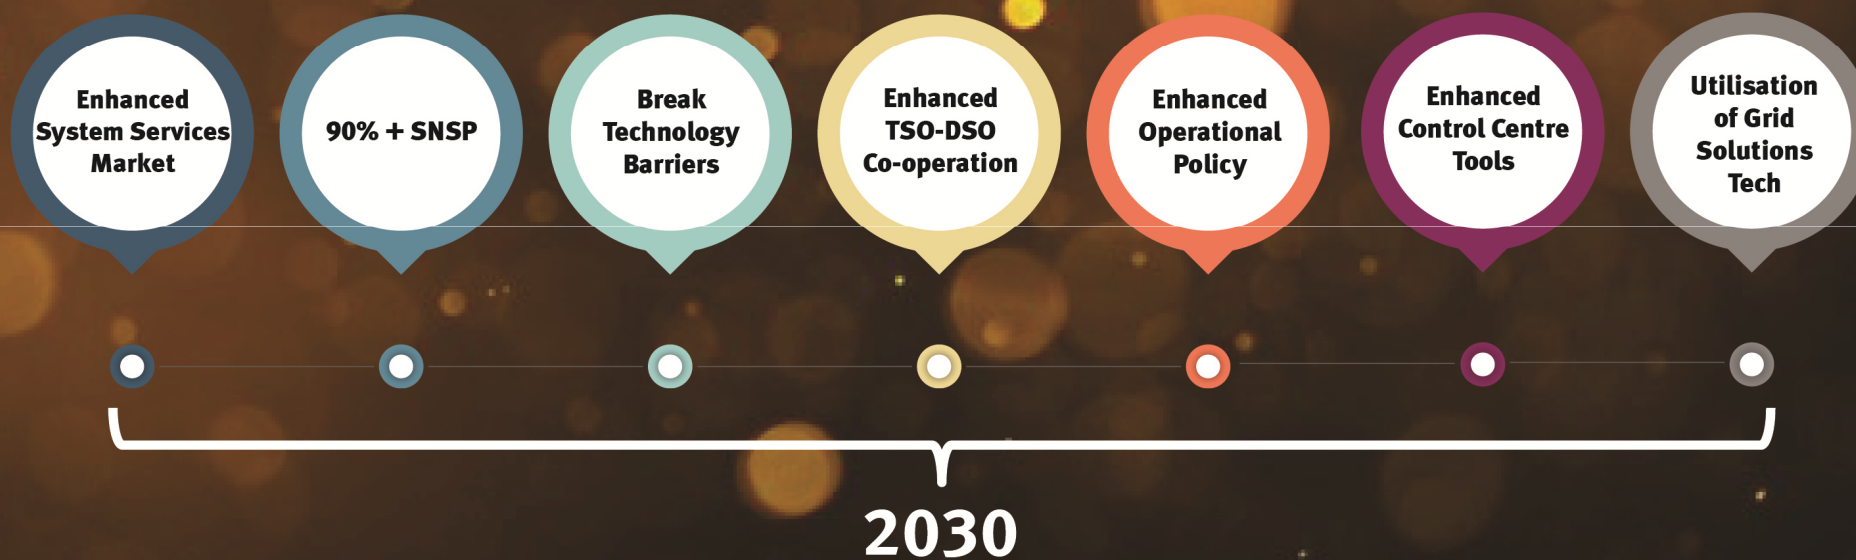 Enhanced
System Services
Market
90% + SNSP
Break
Technology
Barriers
Enhanced
TSO-DSO
Co-operation
Enhanced
Operational
Policy
Enhanced
Control Centre
Tools
Utilisation
of Grid
Solutions
Tech
2030